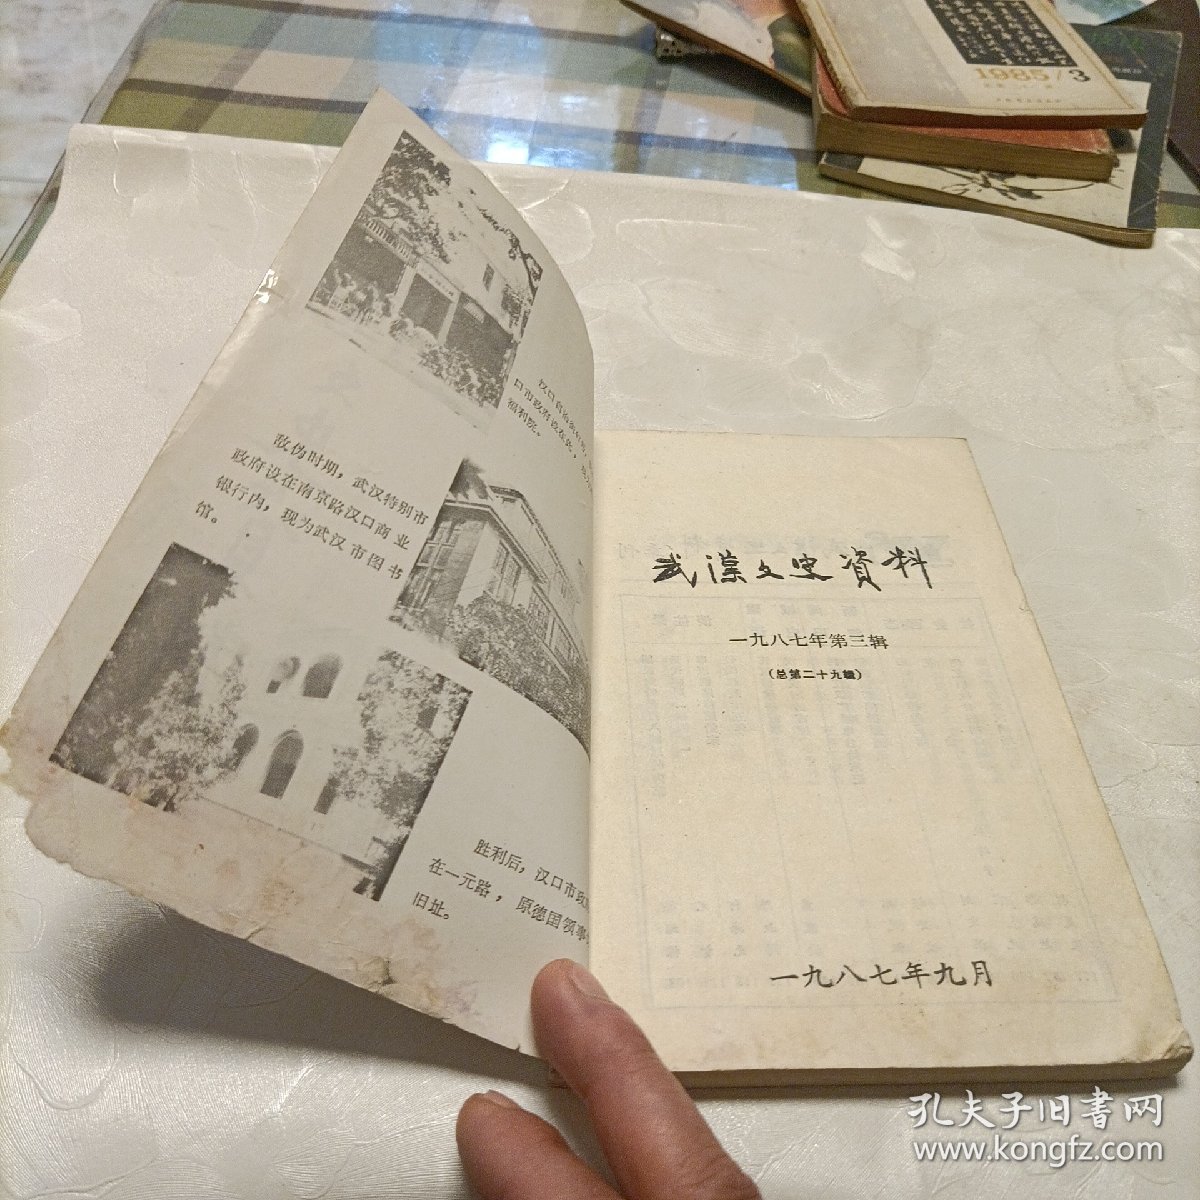 1985/3
汉口
口市政府设在
福利院。
敌伪时期，武汉特别市
政府设在南京路汉口商业
银行内，现为武汉市图书
馆。
胜利后，汉口市政
在一元路，原德国领事
旧址。
武漢文史資料
一九八七年第三辑
（总第二十九辑）
一九八七年九月
孔夫子旧书网
www.kongfz.com